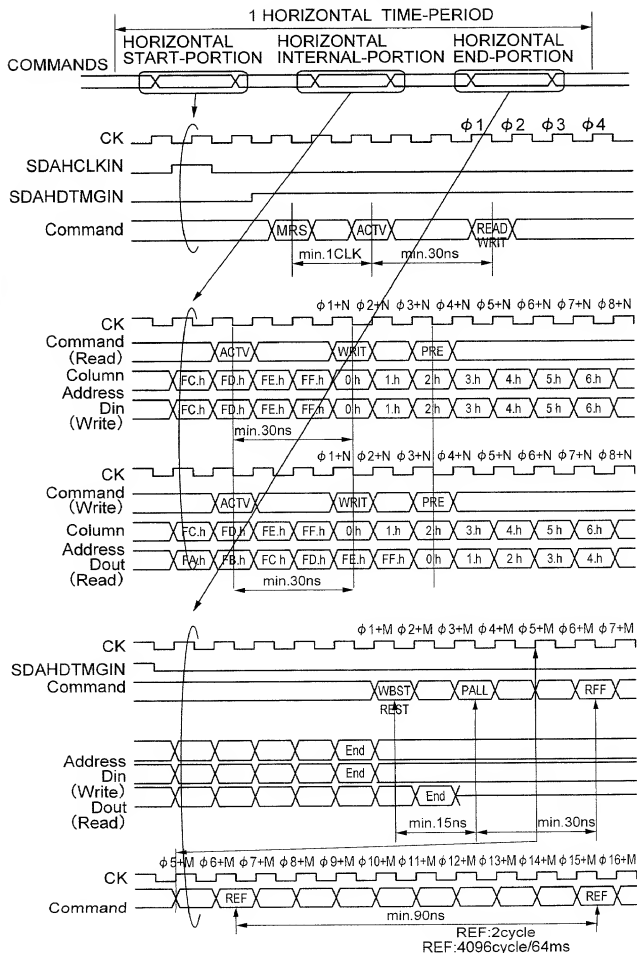 1 HORIZONTAL TIME-PERIOD
HORIZONTAL START-PORTION
HORIZONTAL INTERNAL-PORTION
HORIZONTAL END-PORTION
COMMANDS
φ1 φ2 φ3 φ4
CK
SDAHCLKIN
SDAHDTMGIN
Command MRS ACTV READ WRIT
min.1CLK min.30ns
φ1+N φ2+N φ3+N φ4+N φ5+N φ6+N φ7+N φ8+N
CK
Command (Read) ACTV WRIT PRE
Column Address FC.h FD.h FE.h FF.h 0h 1.h 2h 3.h 4.h 5h 6.h
Din (Write) FC.h FD.h FE.h FF.h 0h 1.h 2h 3h 4.h 5.h 6.h
min.30ns
φ1+N φ2+N φ3+N φ4+N φ5+N φ6+N φ7+N φ8+N
CK
Command (Write) ACTV WRIT PRE
Column Address FC.h FD.h FE.h FF.h 0h 1.h 2h 3.h 4.h 5.h 6.h
Dout (Read) FA.h FB.h FCh FD.h FE.h FF.h 0h 1.h 2h 3.h 4.h
min.30ns
φ1+M φ2+M φ3+M φ4+M φ5+M φ6+M φ7+M
CK
SDAHDTMGIN
Command WBST REST PALL RFF
Address End
Din (Write) End
Dout (Read) End
min.15ns min.30ns
φ5+M φ6+M φ7+M φ8+M φ9+M φ10+M φ11+M φ12+M φ13+M φ14+M φ15+M φ16+M
CK
Command REF REF
min.90ns
REF:2cycle
REF:4096cycle/64ms